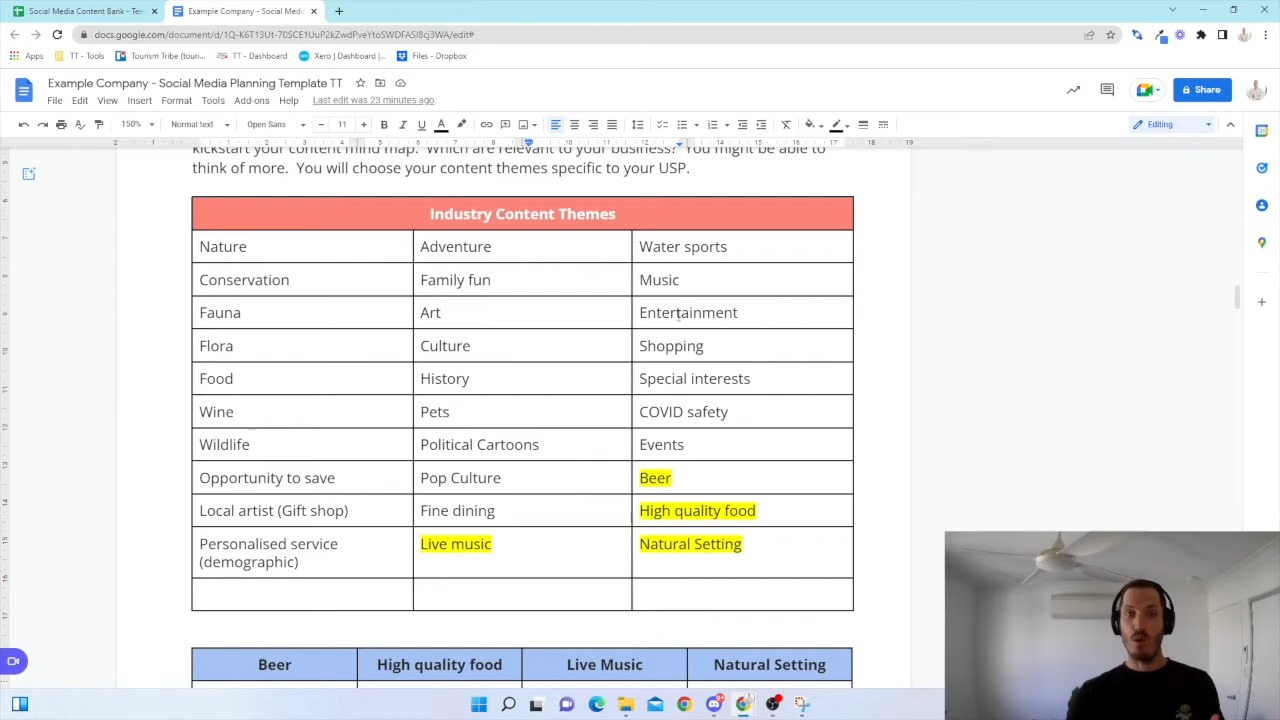 Social Media Content Bank - Tem
Example Company - Social Medi
docs.google.com/document/d/1Q-K6T13Ut-70SCE1UuP2kZwdPveYtoSWDFASI8cj3WA/edit#
Apps TT - Tools Tourism Tribe (touri... TT - Dashboard Xero | Dashboard |... Files - Dropbox
Example Company - Social Media Planning Template TT
File Edit View Insert Format Tools Add-ons Help Last edit was 23 minutes ago
Share
150% Normal text Open Sans 11 Editing
kickstart your content mind map. Which are relevant to your business? You might be able to
think of more. You will choose your content themes specific to your USP.
Industry Content Themes
Nature Adventure Water sports
Conservation Family fun Music
Fauna Art Entertainment
Flora Culture Shopping
Food History Special interests
Wine Pets COVID safety
Wildlife Political Cartoons Events
Opportunity to save Pop Culture Beer
Local artist (Gift shop) Fine dining High quality food
Personalised service Live music Natural Setting
(demographic)
Beer High quality food Live Music Natural Setting